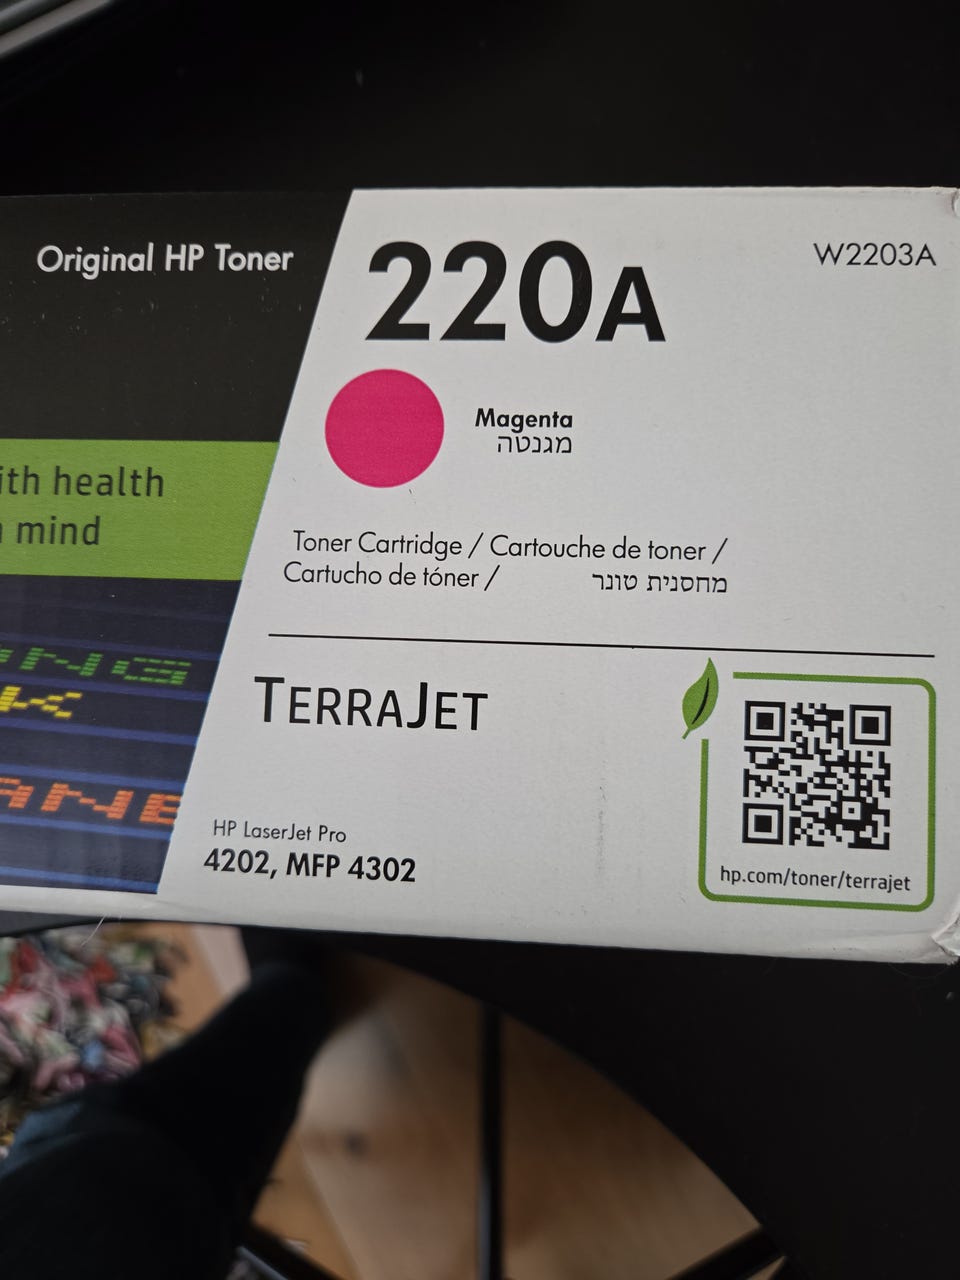 Original HP Toner
220A
W2203A
Magenta
מגנטה
ith health
mind
Toner Cartridge / Cartouche de toner /
Cartucho de tóner / מחסנית טונר
TERRAJET
HP LaserJet Pro
4202, MFP 4302
hp.com/toner/terrajet